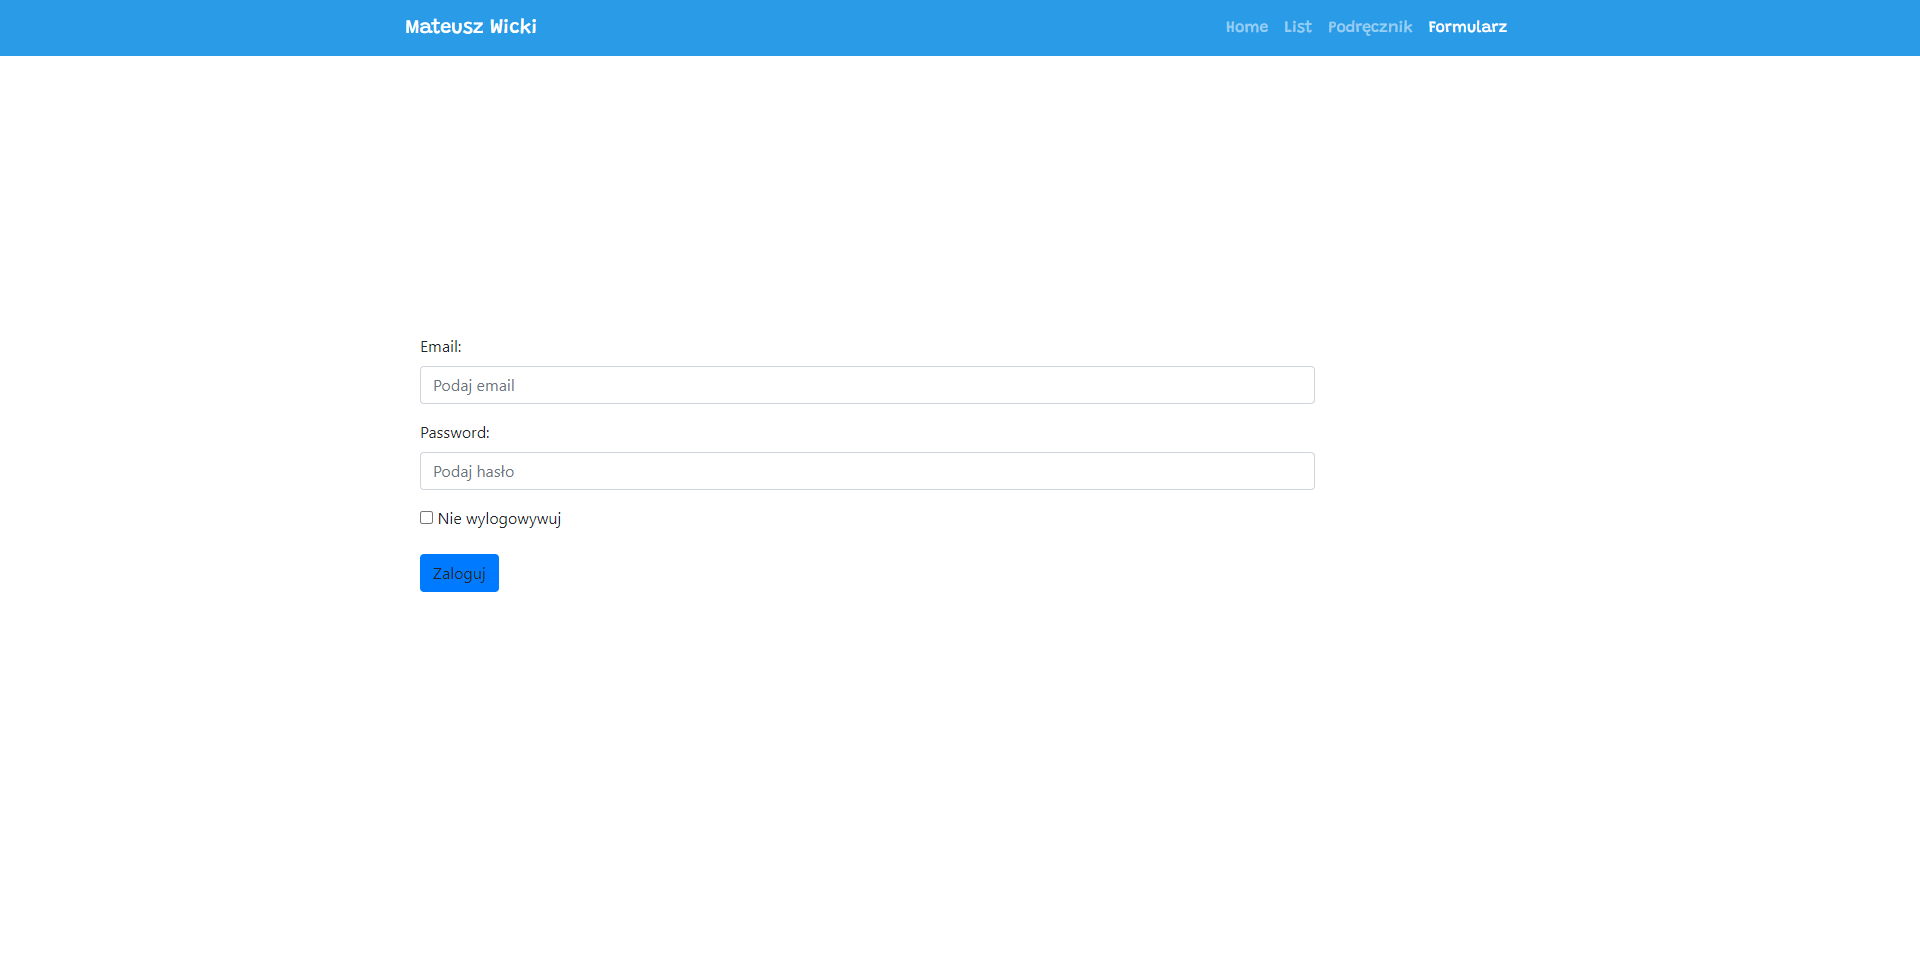 Mateusz Wicki
Home List Podręcznik Formularz
Email:
Podaj email
Password:
Podaj hasło
Nie wylogowywuj
Zaloguj